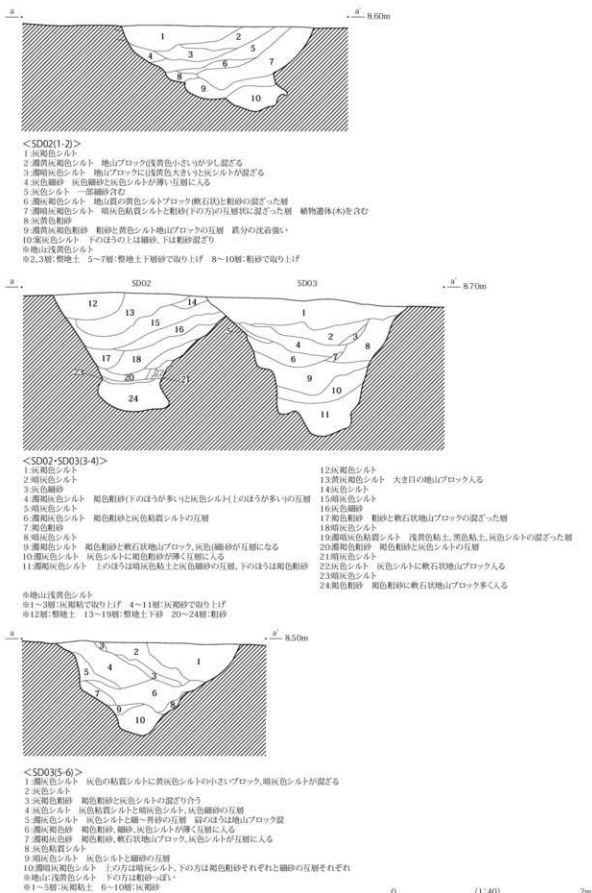 a
a'
8.60m
1
2
3
4
5
6
7
8
9
10
<SD02(1-2)>
1:灰褐色シルト
2:濁黄灰褐色シルト 地山ブロック(浅黄色小さい)が少し混ざる
3:濁暗灰色シルト 地山ブロックに(浅黄色大きい)と灰シルトが混ざる
4:灰色細砂 灰色細砂と灰色シルトが薄い互層に入る
5:灰色シルト 一部細砂含む
6:濁灰褐色シルト 地山質の黄色シルトブロック(軟石状)と粗砂の混ざった層
7:濁暗灰褐色シルト 暗灰色粘質シルトと粗砂(下の方)の互層状に混ざった層 植物遺体(木)を含む
8:灰黄色粗砂
9:濁黄灰褐色粗砂 粗砂と黄色シルト地山ブロックの互層 鉄分の沈着強い
灰色シルト 下のほうの上は細砂、下は粗砂混ざり
※地山浅黄色シルト
※2,3層:整地土 5~7層:整地土下層砂で取り上げ 8~10層:粗砂で取り上げ
a
SD02
SD03
a'
8.70m
12
13
14
15
16
17
18
20
21
22
24
1
2
3
4
5
6
7
8
9
10
11
<SD02・SD03(3-4)>
1:灰褐色シルト
2:暗灰色シルト
3:灰色細砂
4:濁褐灰色シルト 褐色粗砂(下のほうが多い)と灰色シルト(上のほうが多い)の互層
5:暗灰色シルト
6:濁褐灰色シルト 褐色粗砂と灰色粘質シルトの互層
7:褐色粗砂
8:暗灰色シルト
9:濁褐色シルト 褐色粗砂と軟石状地山ブロック、灰色(細)砂が互層になる
10:濁灰色シルト 灰色シルトに褐色粗砂が薄く互層に入る
11:濁褐灰色シルト 上のほうは暗灰色粘土と灰色細砂の互層、下のほうは褐色粗砂
※地山:浅黄色シルト
※1~3層:灰褐粘で取り上げ 4~11層:灰褐砂で取り上げ
※12層:整地土 13~19層:整地土下砂 20~24層:粗砂
12:灰褐色シルト
13:黄灰褐色シルト 大き目の地山ブロック入る
14:灰色シルト
15:暗灰色シルト
16:灰色細砂
17:褐色粗砂 粗砂と軟石状地山ブロックの混ざった層
18:暗灰色シルト
19:濁暗灰色粘質シルト 浅黄色粘土、黒色粘土、灰色シルトの混ざった層
20:濁褐色粗砂 褐色粗砂と灰色シルトの互層
21:暗灰色シルト
22:灰色シルト 灰色シルトに軟石状地山ブロック入る
23:暗灰色シルト
24:褐色粗砂 褐色粗砂に軟石状地山ブロック多く入る
a
a'
8.50m
1
2
3
3
4
5
6
7
8
9
10
<SD03(5-6)>
1:濁灰色シルト 灰色の粘質シルトに黄灰色シルトの小さいブロック、暗灰色シルトが混ざる
2:灰色シルト
3:灰褐色粗砂 褐色粗砂と灰色シルトの混ざり合う
4:灰色シルト 灰色粘質シルトと暗灰色シルト、灰色細砂の互層
5:濁灰色シルト 灰色シルトと細~普砂の互層 肩のほうは地山ブロック混
6:濁灰褐色砂 褐色粗砂、細砂、灰色シルトが薄く互層に入る
7:濁褐灰色砂 褐色粗砂、軟石状地山ブロック、灰色シルトが互層に入る
8:灰色粘質シルト
9:暗灰色シルト 灰色シルトと細砂の互層
10:濁暗灰褐色シルト 上の方は暗灰シルト、下の方は褐色粗砂それぞれと細砂の互層それぞれ
※地山:浅黄色シルト 下の方は粗砂っぽい
※1~5層:灰褐粘土 6~10層:灰褐砂
0
(1:40)
2m